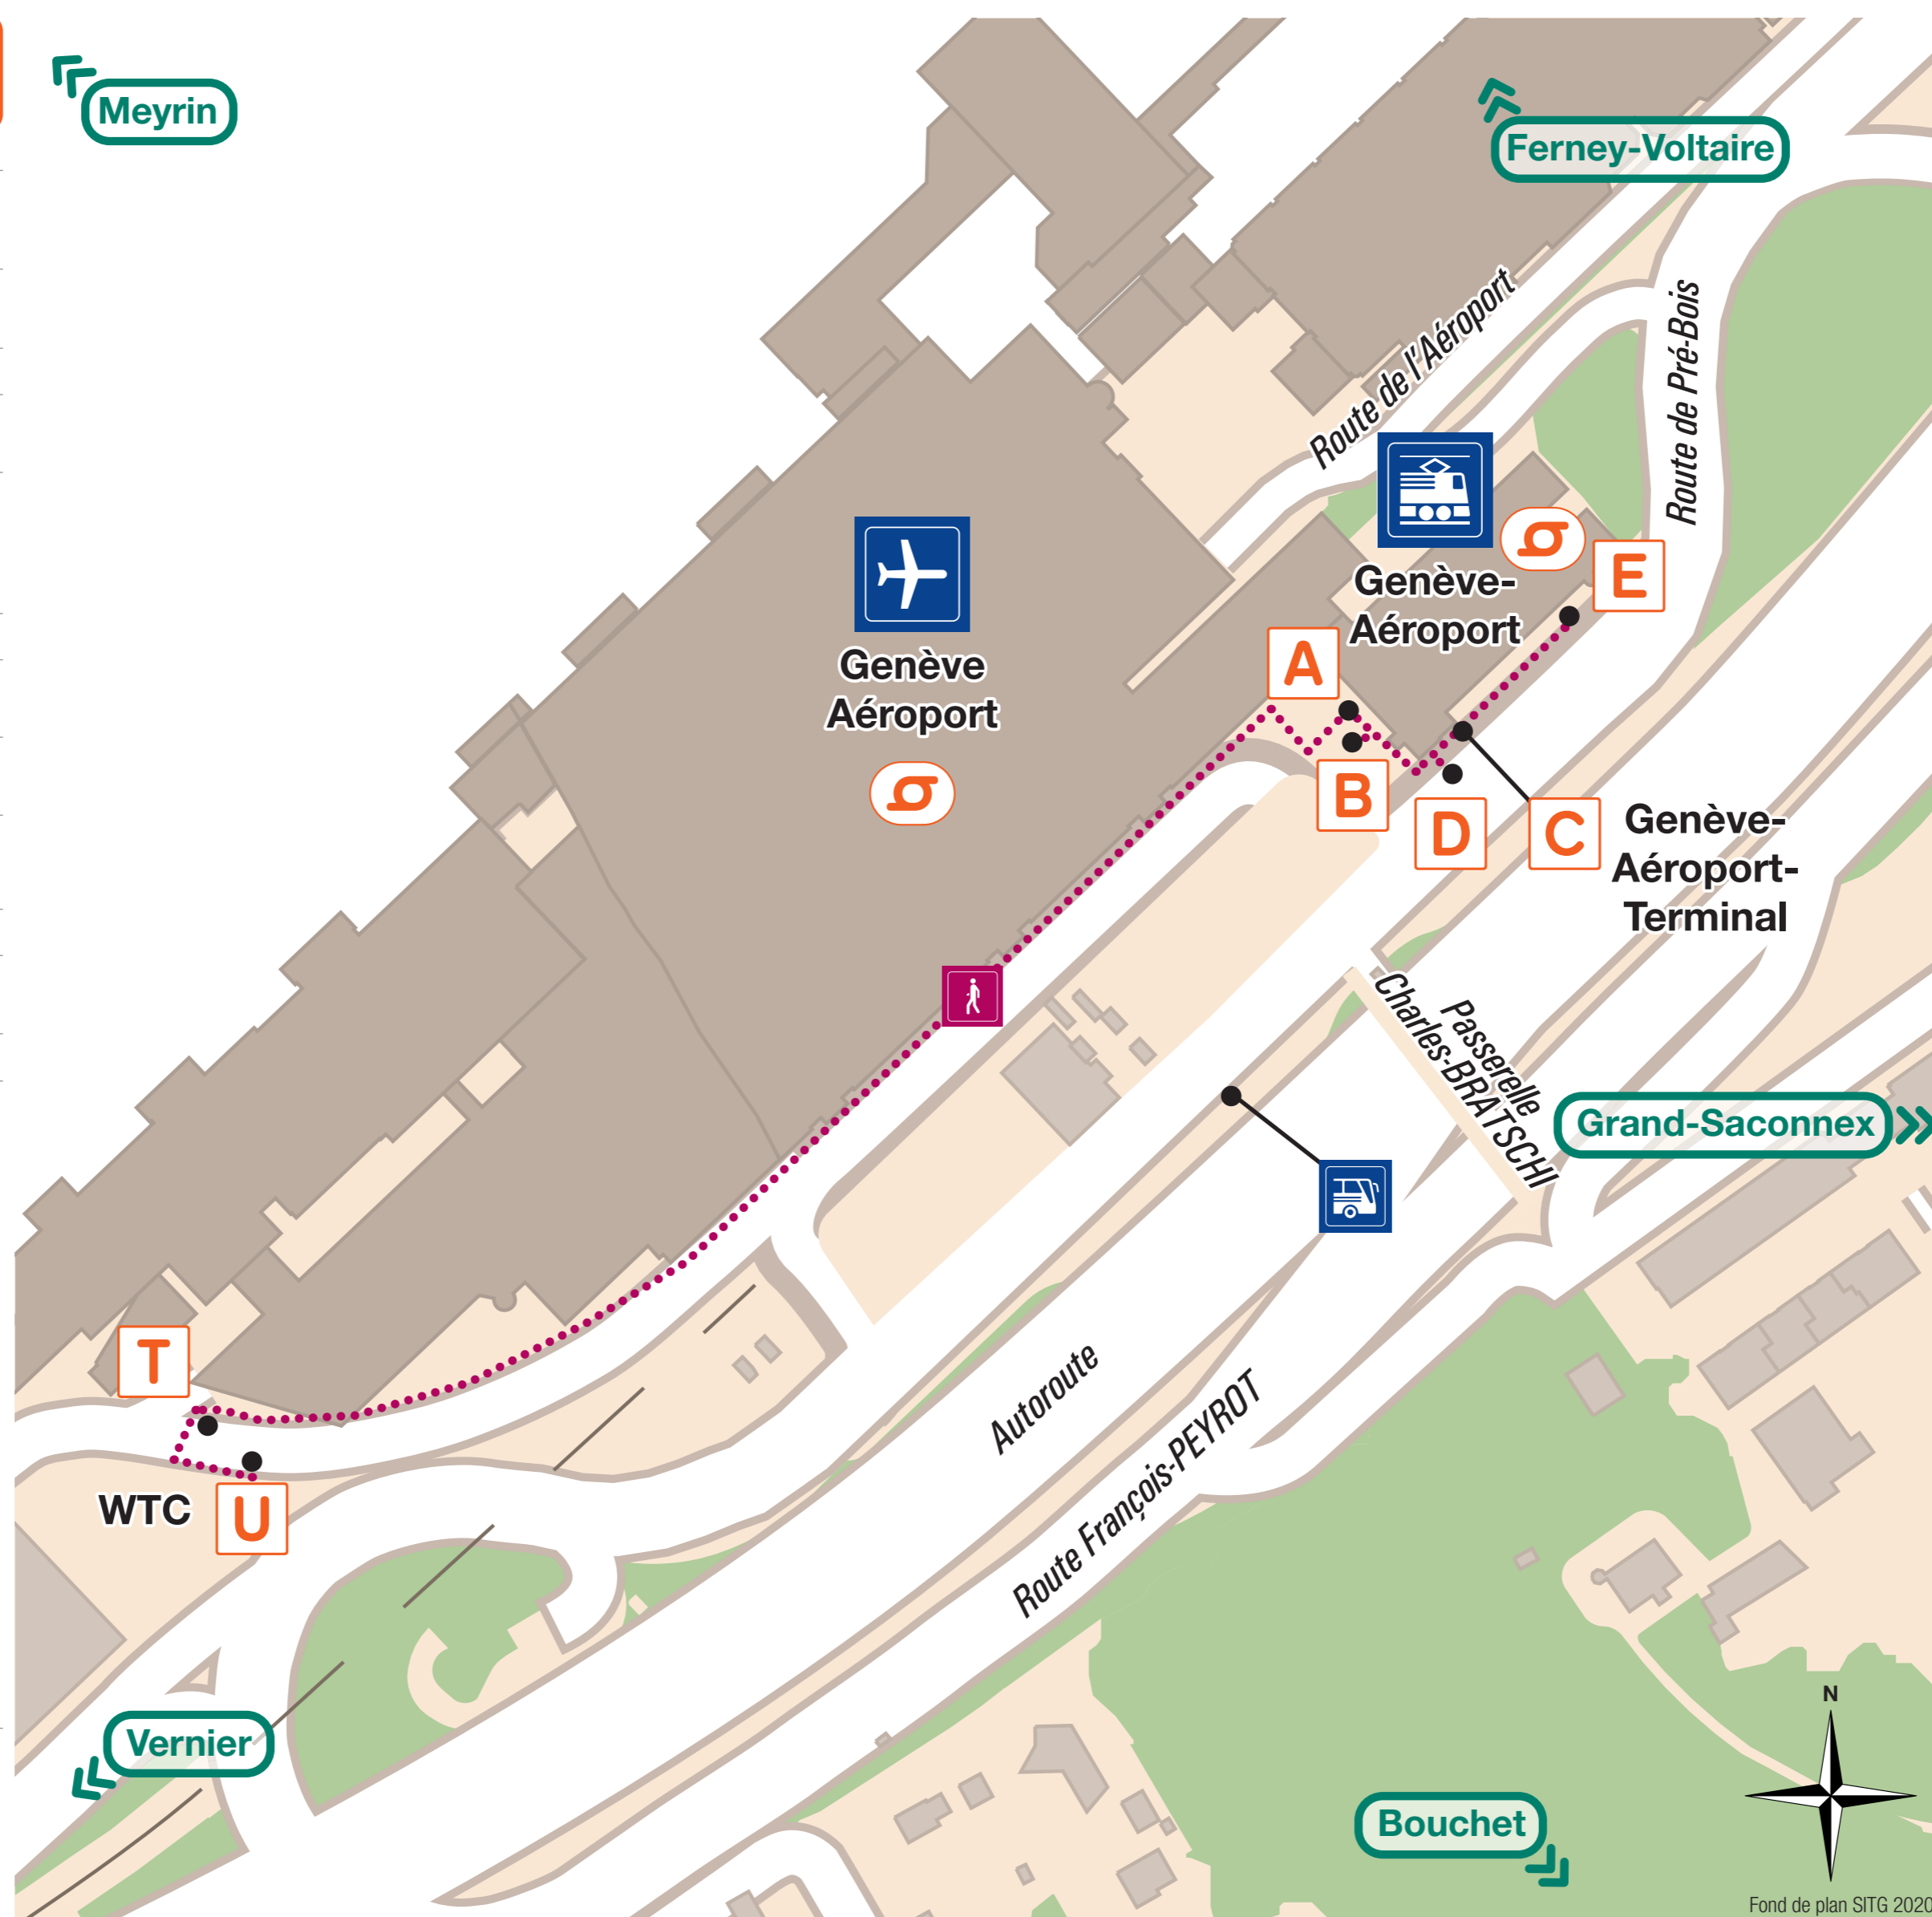 Meyrin
Ferney-Voltaire
Route de l'Aéroport
Route de Pré-Bois
Genève
Aéroport
Genève-
Aéroport
E
A
B
D
C
Genève-
Aéroport-
Terminal
Passerelle
Charles-BRATSCHI
Grand-Saconnex
Autoroute
Route François-PEYROT
T
WTC
U
Vernier
Bouchet
N
Fond de plan SITG 2020